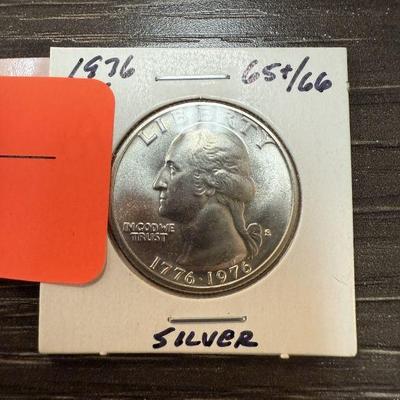 1976 65+/66
LIBERTY
IN GOD WE
TRUST
S
1776·1976
SILVER